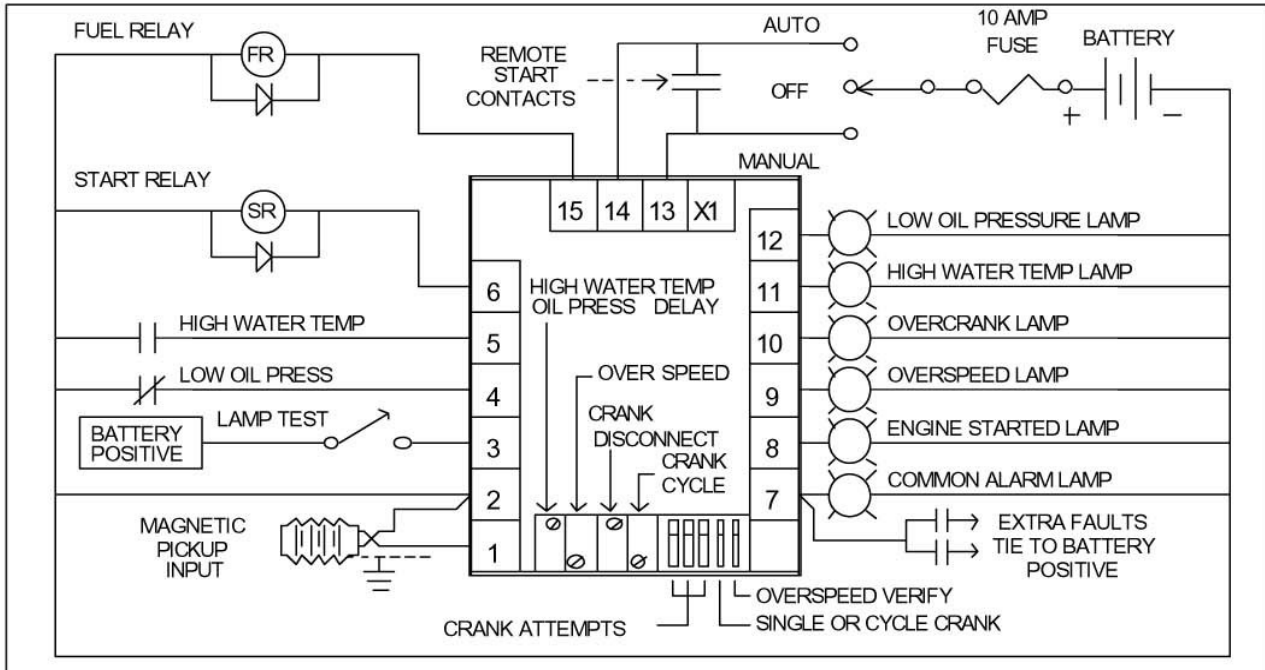 FUEL RELAY
FR
REMOTE
START
CONTACTS
AUTO
OFF
MANUAL
10 AMP
FUSE
BATTERY
+
−
START RELAY
SR
15
14
13
X1
6
5
4
3
2
1
12
11
10
9
8
7
HIGH WATER TEMP
LOW OIL PRESS
BATTERY
POSITIVE
LAMP TEST
MAGNETIC
PICKUP
INPUT
HIGH WATER TEMP
OIL PRESS DELAY
OVER SPEED
CRANK
DISCONNECT
CRANK
CYCLE
LOW OIL PRESSURE LAMP
HIGH WATER TEMP LAMP
OVERCRANK LAMP
OVERSPEED LAMP
ENGINE STARTED LAMP
COMMON ALARM LAMP
EXTRA FAULTS
TIE TO BATTERY
POSITIVE
OVERSPEED VERIFY
SINGLE OR CYCLE CRANK
CRANK ATTEMPTS